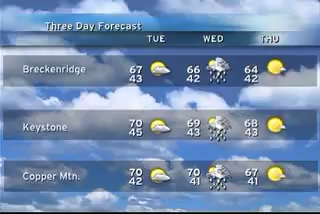 Three Day Forecast
TUE WED THU
Breckenridge 67 43 66 42 64 42
Keystone 70 45 69 43 68 43
Copper Mtn. 70 42 70 41 67 41